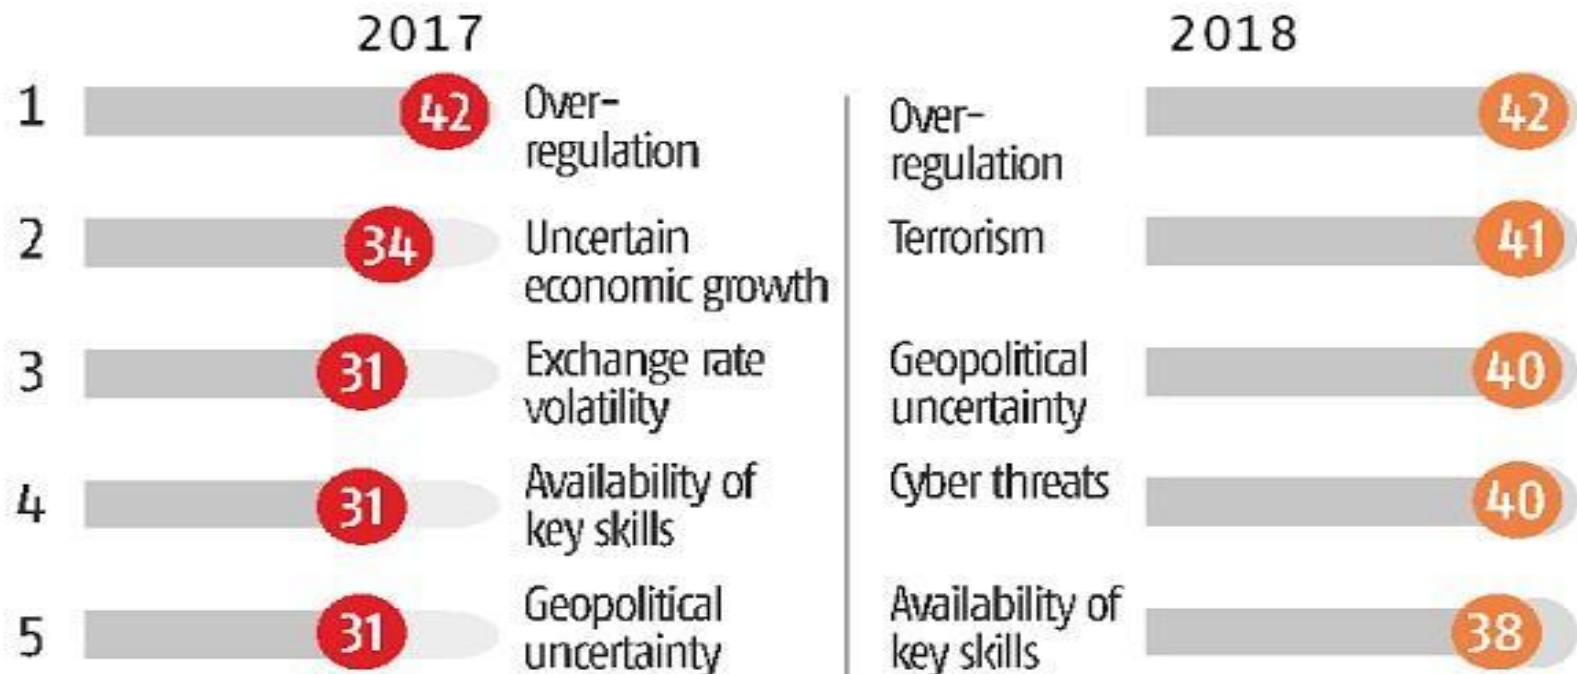 2017
2018
1
42
Over-
regulation
Over-
regulation
42
2
34
Uncertain
economic growth
Terrorism
41
3
31
Exchange rate
volatility
Geopolitical
uncertainty
40
4
31
Availability of
key skills
Cyber threats
40
5
31
Geopolitical
uncertainty
Availability of
key skills
38